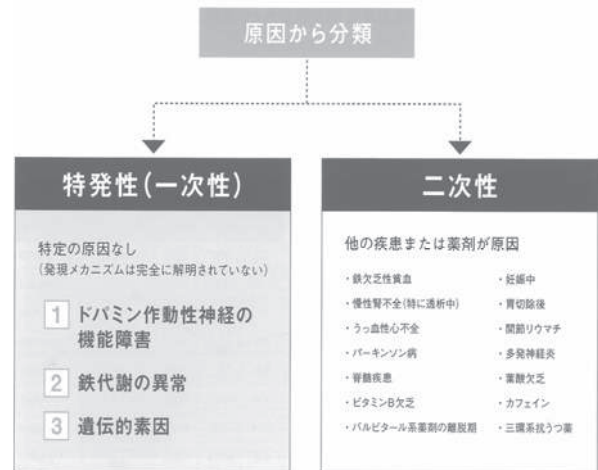 原因から分類
特発性(一次性)
特定の原因なし
(発現メカニズムは完全に解明されていない)
1 ドパミン作動性神経の
機能障害
2 鉄代謝の異常
3 遺伝的素因
二次性
他の疾患または薬剤が原因
・鉄欠乏性貧血
・慢性腎不全(特に透析中)
・うっ血性心不全
・パーキンソン病
・脊髄疾患
・ビタミンB欠乏
・バルビタール系薬剤の離脱期
・妊娠中
・胃切除後
・関節リウマチ
・多発神経炎
・葉酸欠乏
・カフェイン
・三環系抗うつ薬